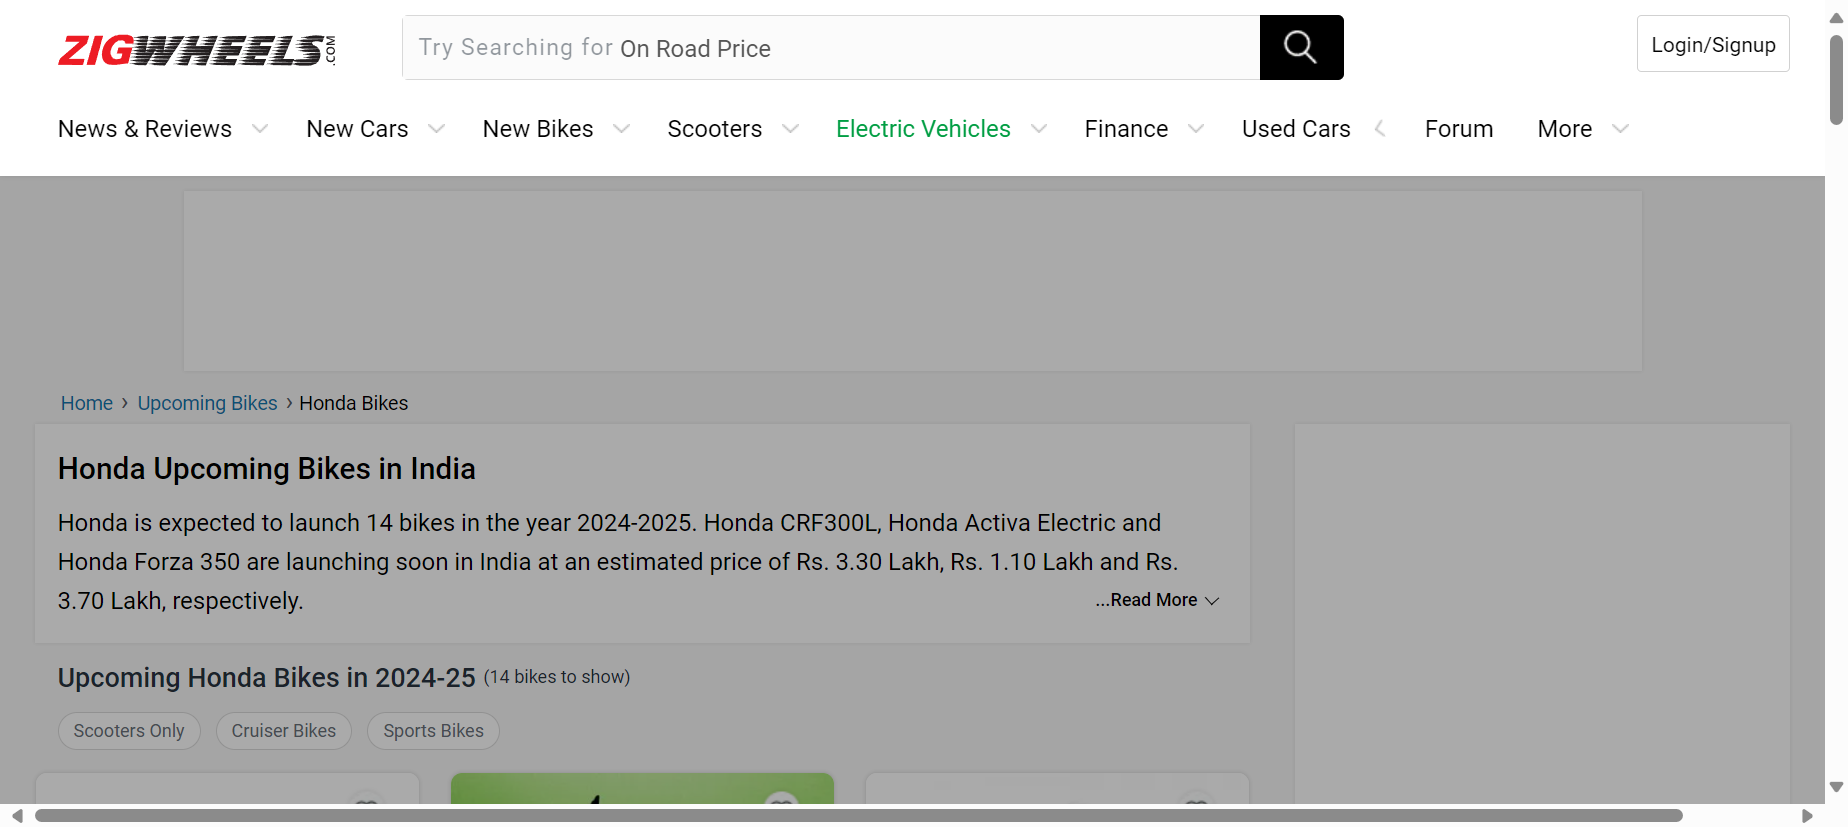 ZIGWHEELS.COM
Try Searching for On Road Price
Login/Signup
News & Reviews New Cars New Bikes Scooters Electric Vehicles Finance Used Cars Forum More
Home › Upcoming Bikes › Honda Bikes
Honda Upcoming Bikes in India
Honda is expected to launch 14 bikes in the year 2024-2025. Honda CRF300L, Honda Activa Electric and
Honda Forza 350 are launching soon in India at an estimated price of Rs. 3.30 Lakh, Rs. 1.10 Lakh and Rs.
3.70 Lakh, respectively.
...Read More
Upcoming Honda Bikes in 2024-25 (14 bikes to show)
Scooters Only Cruiser Bikes Sports Bikes